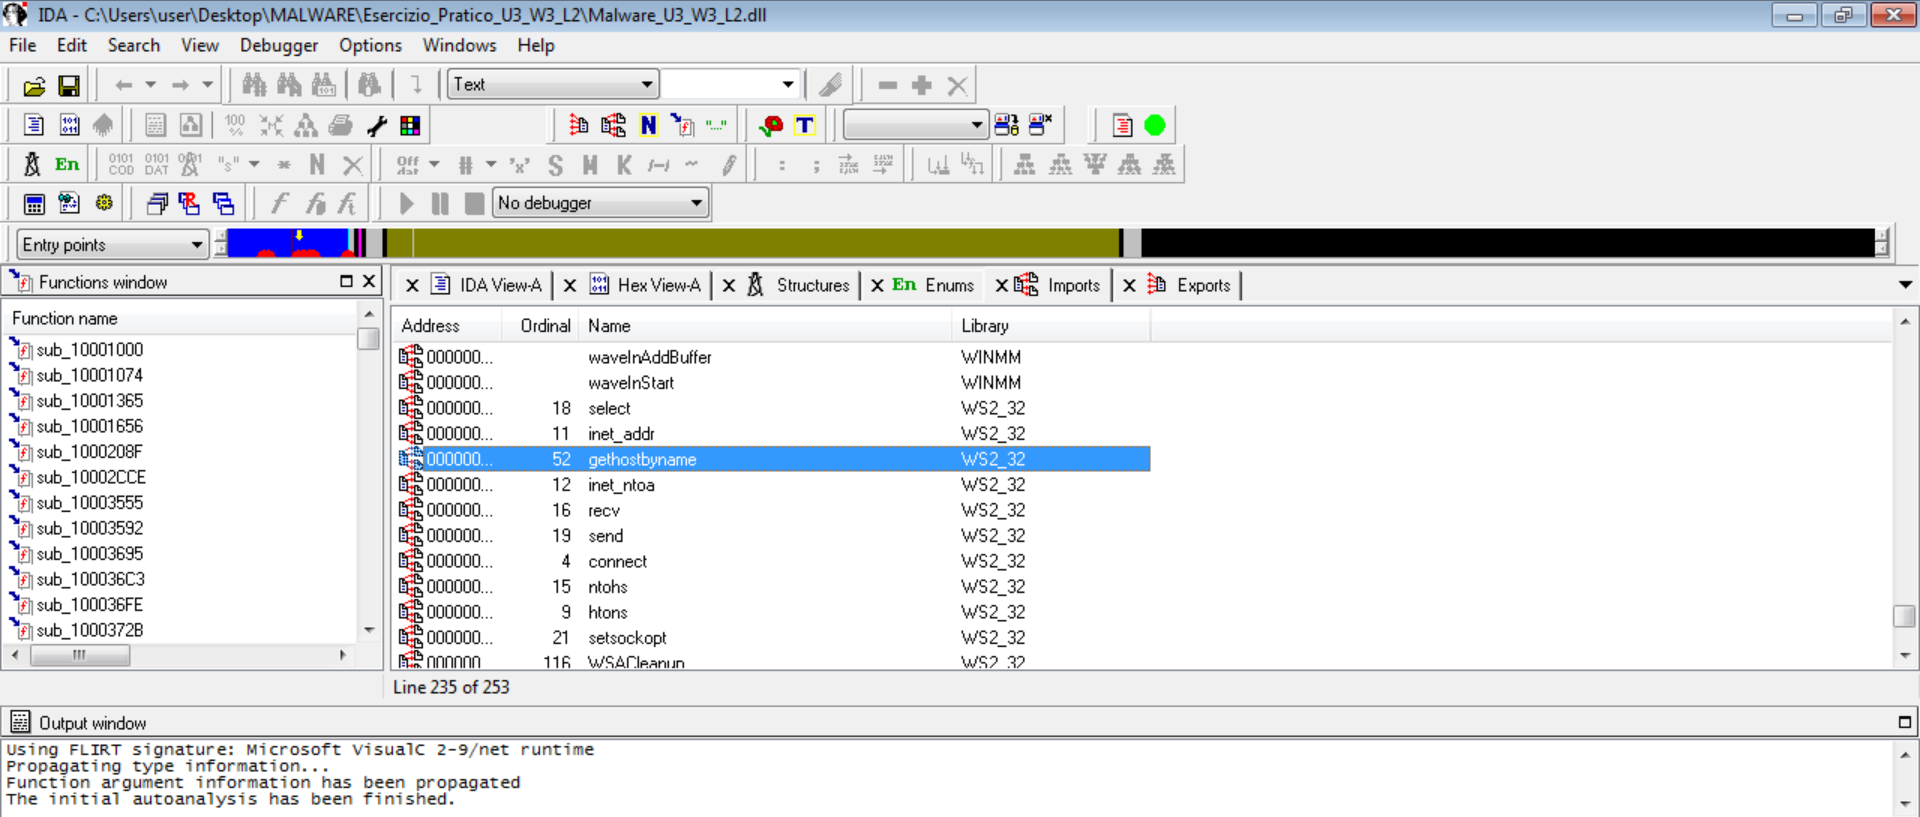 IDA - C:\Users\user\Desktop\MALWARE\Esercizio_Pratico_U3_W3_L2\Malware_U3_W3_L2.dll
File Edit Search View Debugger Options Windows Help
Text
En
No debugger
Entry points
Functions window
IDA View-A Hex View-A Structures En Enums Imports Exports
Function name
Address Ordinal Name Library
sub_10001000
sub_10001074
sub_10001365
sub_10001656
sub_1000208F
sub_10002CCE
sub_10003555
sub_10003592
sub_10003695
sub_100036C3
sub_100036FE
sub_1000372B
000000... waveInAddBuffer WINMM
000000... waveInStart WINMM
000000... 18 select WS2_32
000000... 11 inet_addr WS2_32
000000... 52 gethostbyname WS2_32
000000... 12 inet_ntoa WS2_32
000000... 16 recv WS2_32
000000... 19 send WS2_32
000000... 4 connect WS2_32
000000... 15 ntohs WS2_32
000000... 9 htons WS2_32
000000... 21 setsockopt WS2_32
000000 116 WSACleanup WS2_32
Line 235 of 253
Output window
Using FLIRT signature: Microsoft VisualC 2-9/net runtime
Propagating type information...
Function argument information has been propagated
The initial autoanalysis has been finished.